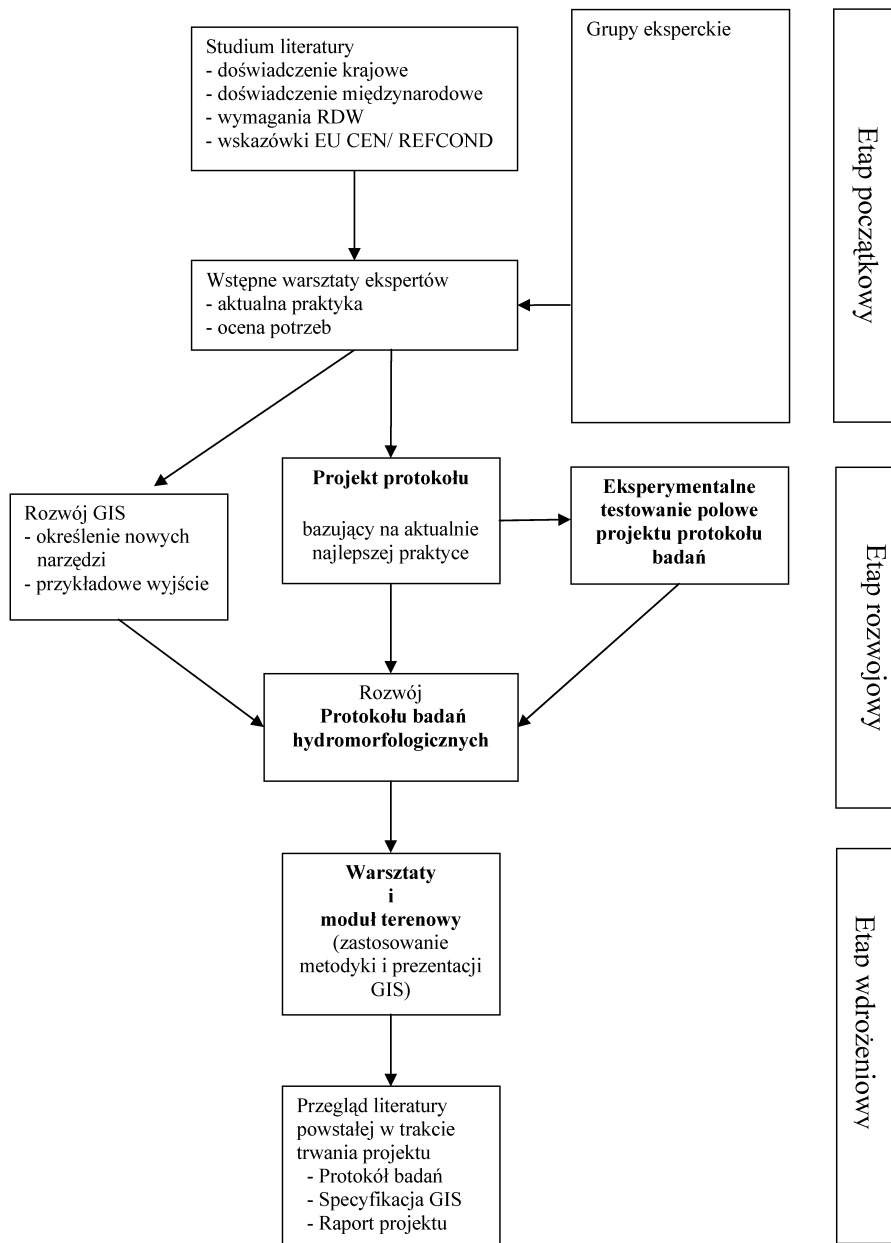 Studium literatury
- doświadczenie krajowe
- doświadczenie międzynarodowe
- wymagania RDW
- wskazówki EU CEN/ REFCOND
Grupy eksperckie
Etap początkowy
Wstępne warsztaty ekspertów
- aktualna praktyka
- ocena potrzeb
Rozwój GIS
- określenie nowych
narzędzi
- przykładowe wyjście
Projekt protokołu
bazujący na aktualnie
najlepszej praktyce
Eksperymentalne
testowanie polowe
projektu protokołu
badań
Etap rozwojowy
Rozwój
Protokołu badań
hydromorfologicznych
Warsztaty
i
moduł terenowy
(zastosowanie
metodyki i prezentacji
GIS)
Etap wdrożeniowy
Przegląd literatury
powstałej w trakcie
trwania projektu
- Protokół badań
- Specyfikacja GIS
- Raport projektu